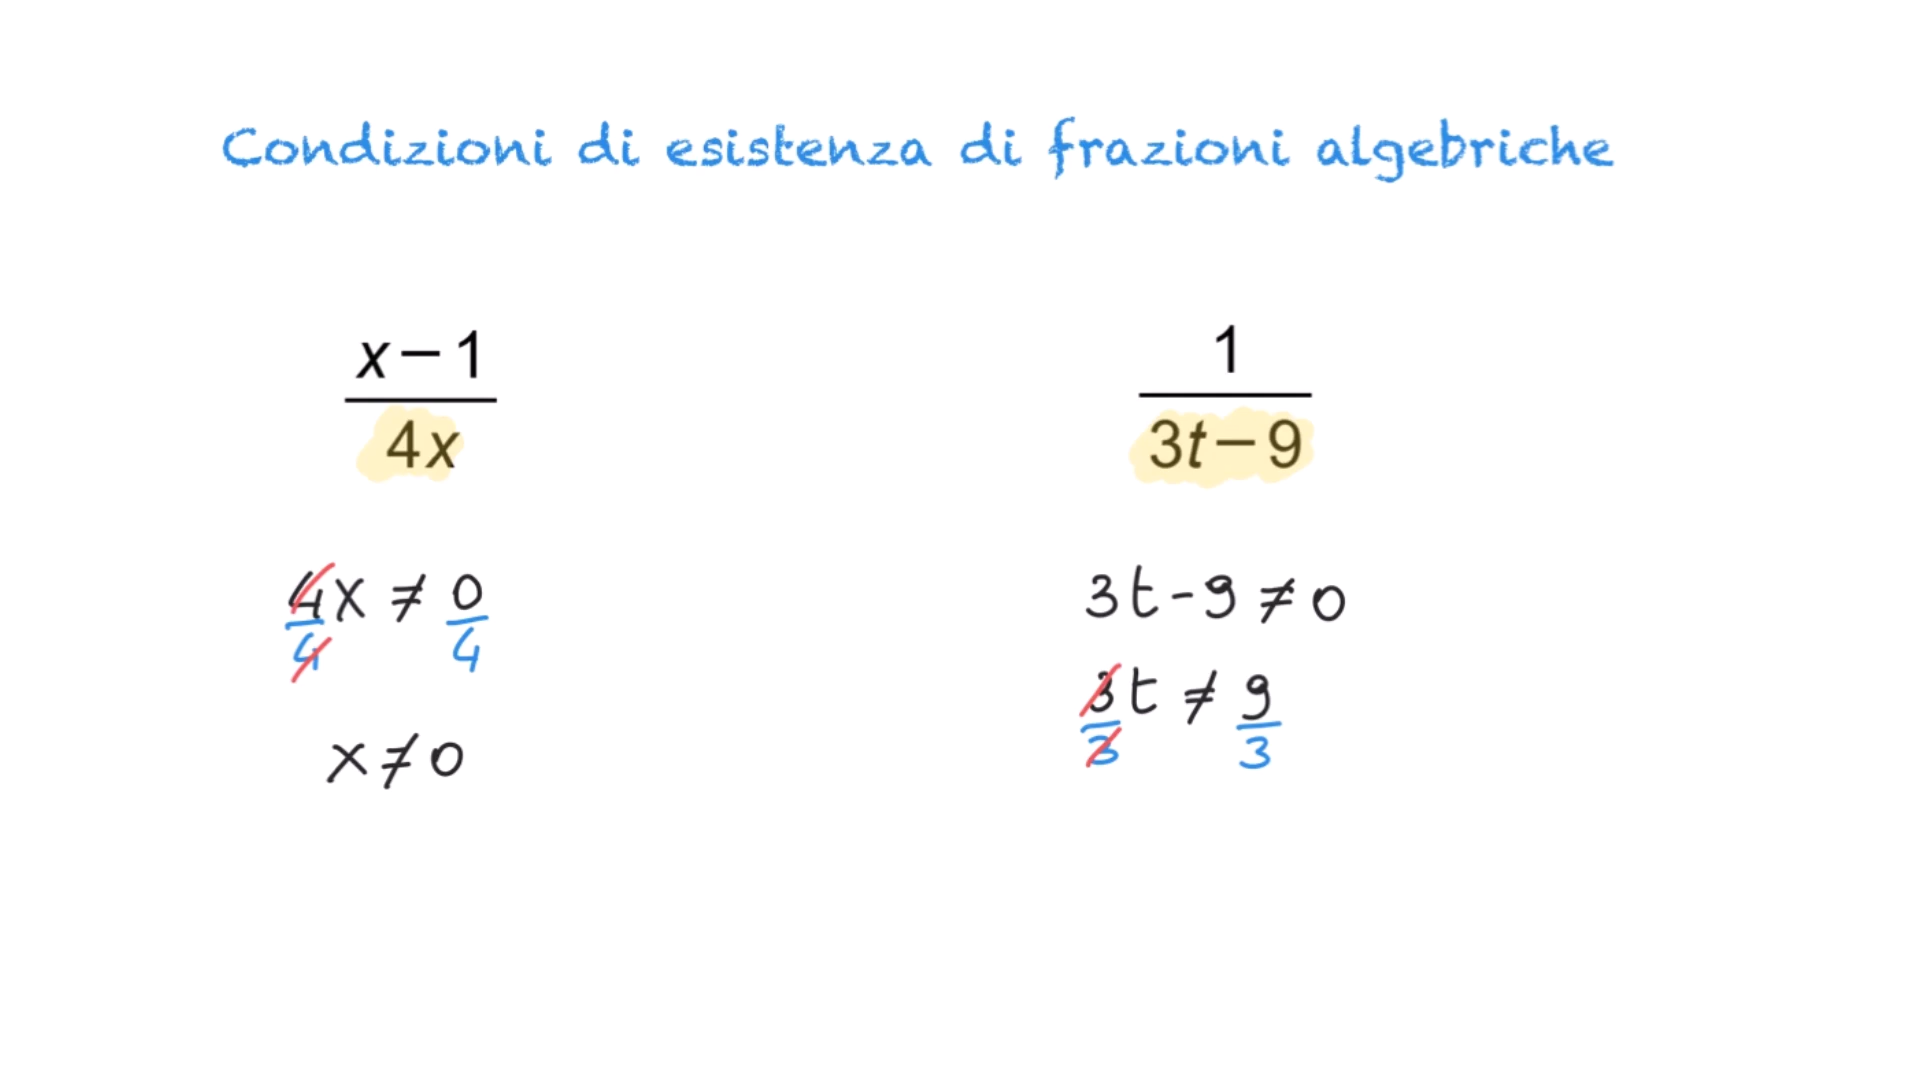 Condizioni di esistenza di frazioni algebriche
x−1
4x
4x ≠ 0
4 4
x ≠ 0
1
3t−9
3t-9 ≠ 0
3t ≠ 9
3 3